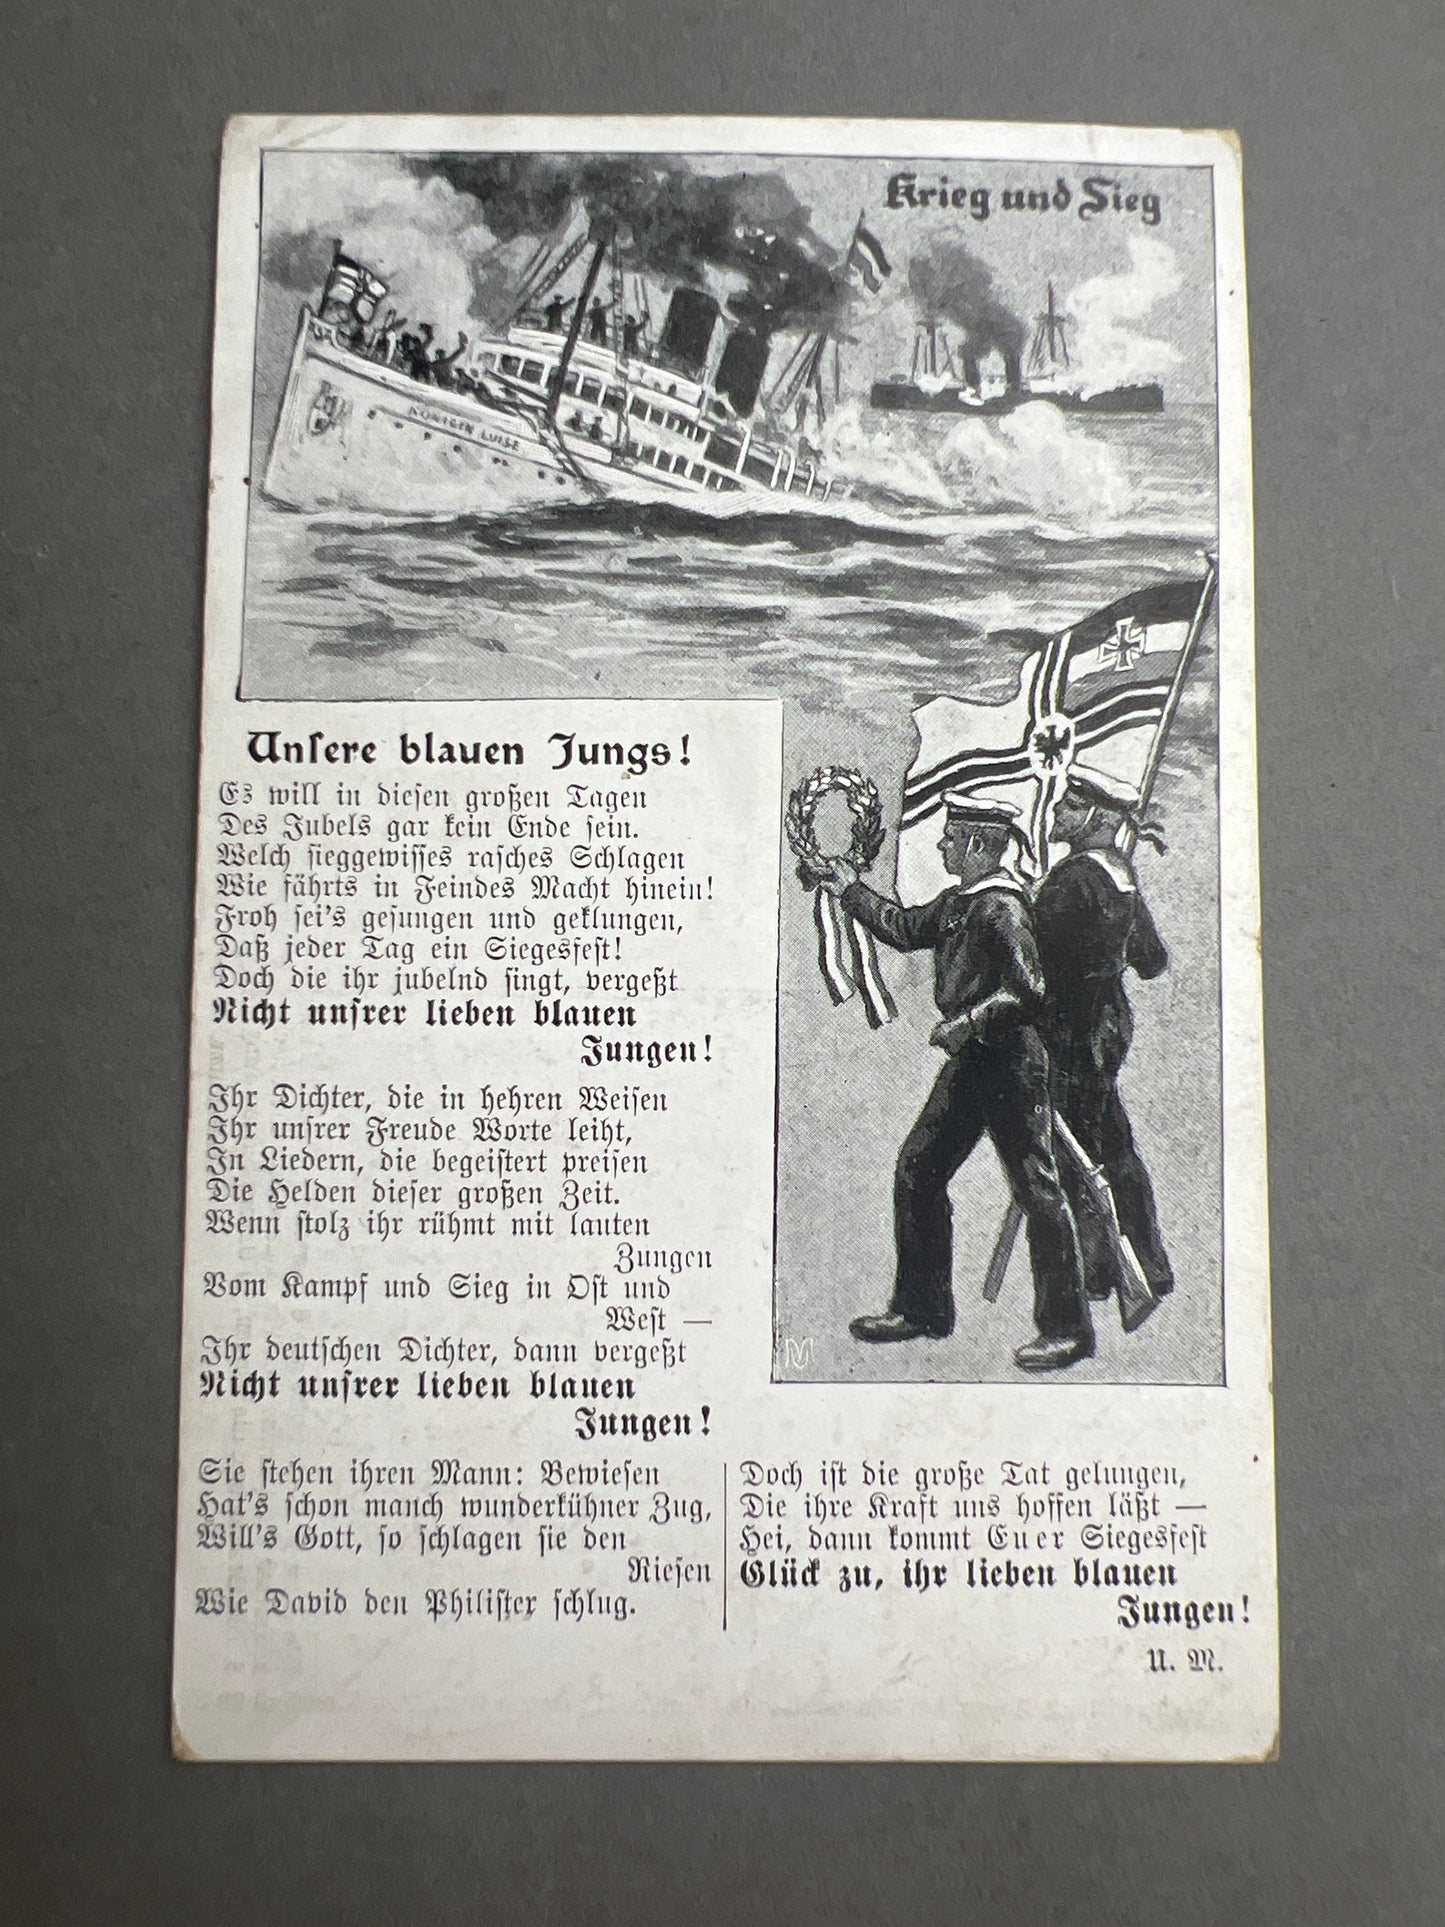 Krieg und Sieg
KÖNIGIN LUISE
Unsere blauen Jungs!
Es will in diesen großen Tagen
Des Jubels gar kein Ende sein.
Welch sieggewisses rasches Schlagen
Wie fährts in Feindes Macht hinein!
Froh sei's gesungen und geklungen,
Daß jeder Tag ein Siegesfest!
Doch die ihr jubelnd singt, vergeßt
Nicht unsrer lieben blauen
Jungen!
Ihr Dichter, die in hehren Weisen
Ihr unsrer Freude Worte leiht,
In Liedern, die begeistert preisen
Die Helden dieser großen Zeit.
Wenn stolz ihr rühmt mit lauten
Zungen
Vom Kampf und Sieg in Ost und
West —
Ihr deutschen Dichter, dann vergeßt
Nicht unsrer lieben blauen
Jungen!
Sie stehen ihren Mann: Bewiesen
Hat's schon manch wunderkühner Zug,
Will's Gott, so schlagen sie den
Riesen
Wie David den Philister schlug.
Doch ist die große Tat gelungen,
Die ihre Kraft uns hoffen läßt —
Hei, dann kommt Euer Siegesfest
Glück zu, ihr lieben blauen
Jungen!
U. M.